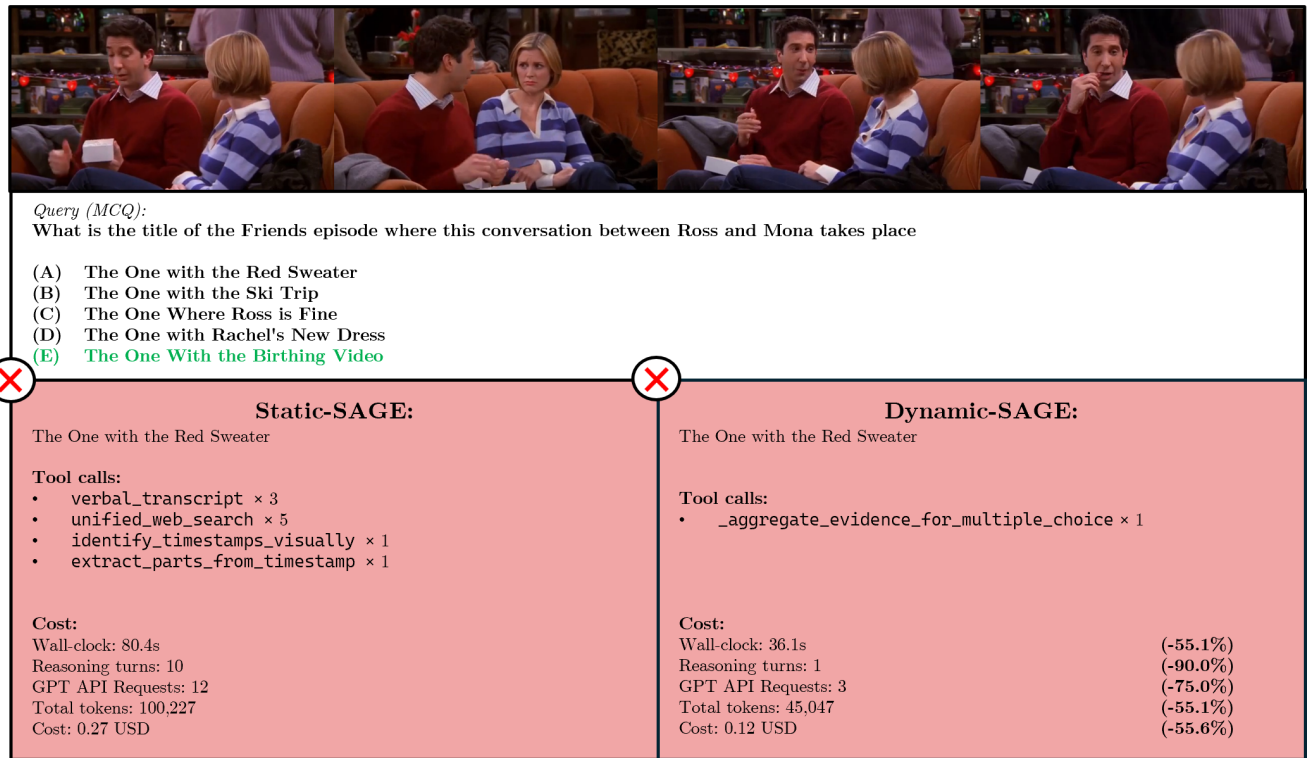 Query (MCQ):
What is the title of the Friends episode where this conversation between Ross and Mona takes place
(A) The One with the Red Sweater
(B) The One with the Ski Trip
(C) The One Where Ross is Fine
(D) The One with Rachel's New Dress
(E) The One With the Birthing Video
Static-SAGE:
The One with the Red Sweater
Tool calls:
• verbal_transcript × 3
• unified_web_search × 5
• identify_timestamps_visually × 1
• extract_parts_from_timestamp × 1
Cost:
Wall-clock: 80.4s
Reasoning turns: 10
GPT API Requests: 12
Total tokens: 100,227
Cost: 0.27 USD
Dynamic-SAGE:
The One with the Red Sweater
Tool calls:
• _aggregate_evidence_for_multiple_choice × 1
Cost:
Wall-clock: 36.1s (-55.1%)
Reasoning turns: 1 (-90.0%)
GPT API Requests: 3 (-75.0%)
Total tokens: 45,047 (-55.1%)
Cost: 0.12 USD (-55.6%)